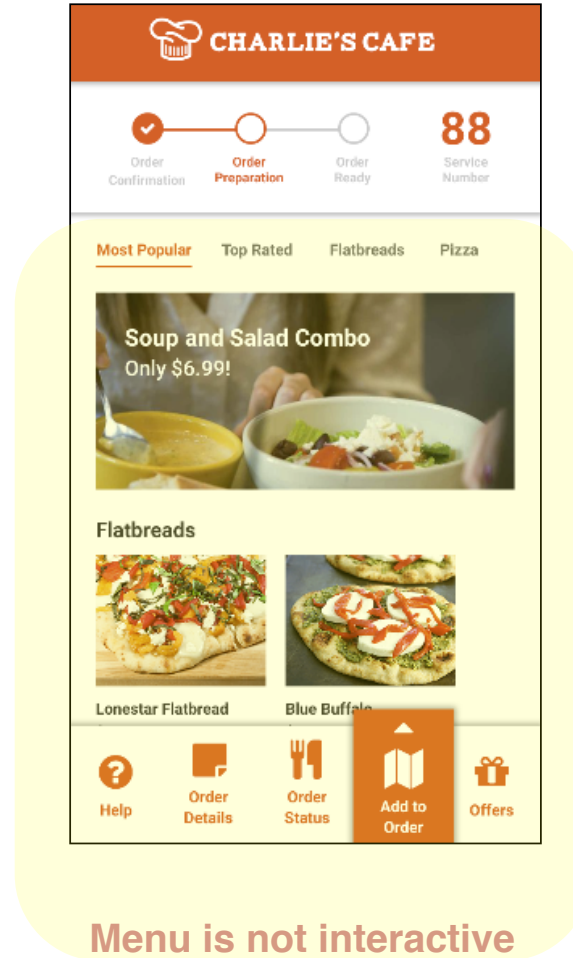 CHARLIE'S CAFE
88
Order Order Order Service
Confirmation Preparation Ready Number
Most Popular Top Rated Flatbreads Pizza
Soup and Salad Combo
Only $6.99!
Flatbreads
Lonestar Flatbread Blue Buffalo
Help
Order
Details
Order
Status
Add to
Order
Offers
Menu is not interactive